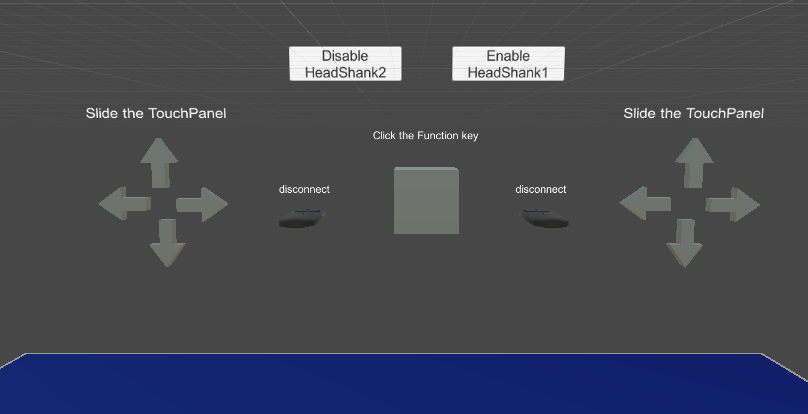 Disable
HeadShank2
Enable
HeadShank1
Slide the TouchPanel
Slide the TouchPanel
Click the Function key
disconnect
disconnect